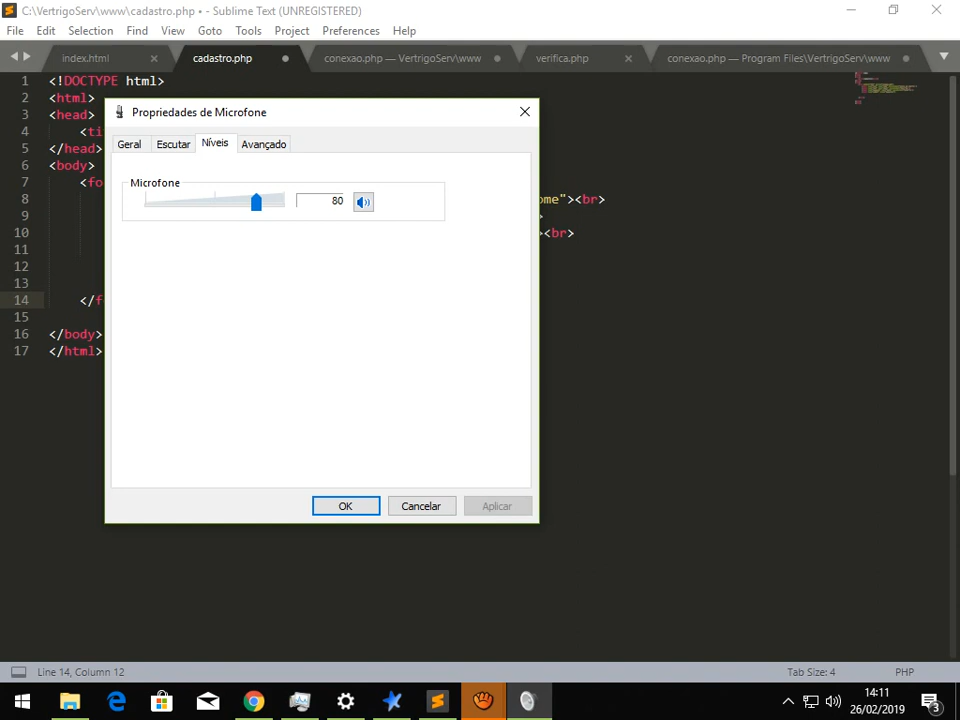 C:\VertrigoServ\www\cadastro.php • - Sublime Text (UNREGISTERED)
File Edit Selection Find View Goto Tools Project Preferences Help
index.html cadastro.php conexao.php — VertrigoServ\www verifica.php conexao.php — Program Files\VertrigoServ\www
1 <!DOCTYPE html>
2 <html>
3 <head>
4 <ti
5 </head>
6 <body>
7 <fo
8 ome"><br>
9 >
10 ><br>
11
12
13
14 </f
15
16 </body>
17 </html>
Propriedades de Microfone
Geral Escutar Níveis Avançado
Microfone
80
OK Cancelar Aplicar
Line 14, Column 12 Tab Size: 4 PHP
14:11
26/02/2019
3